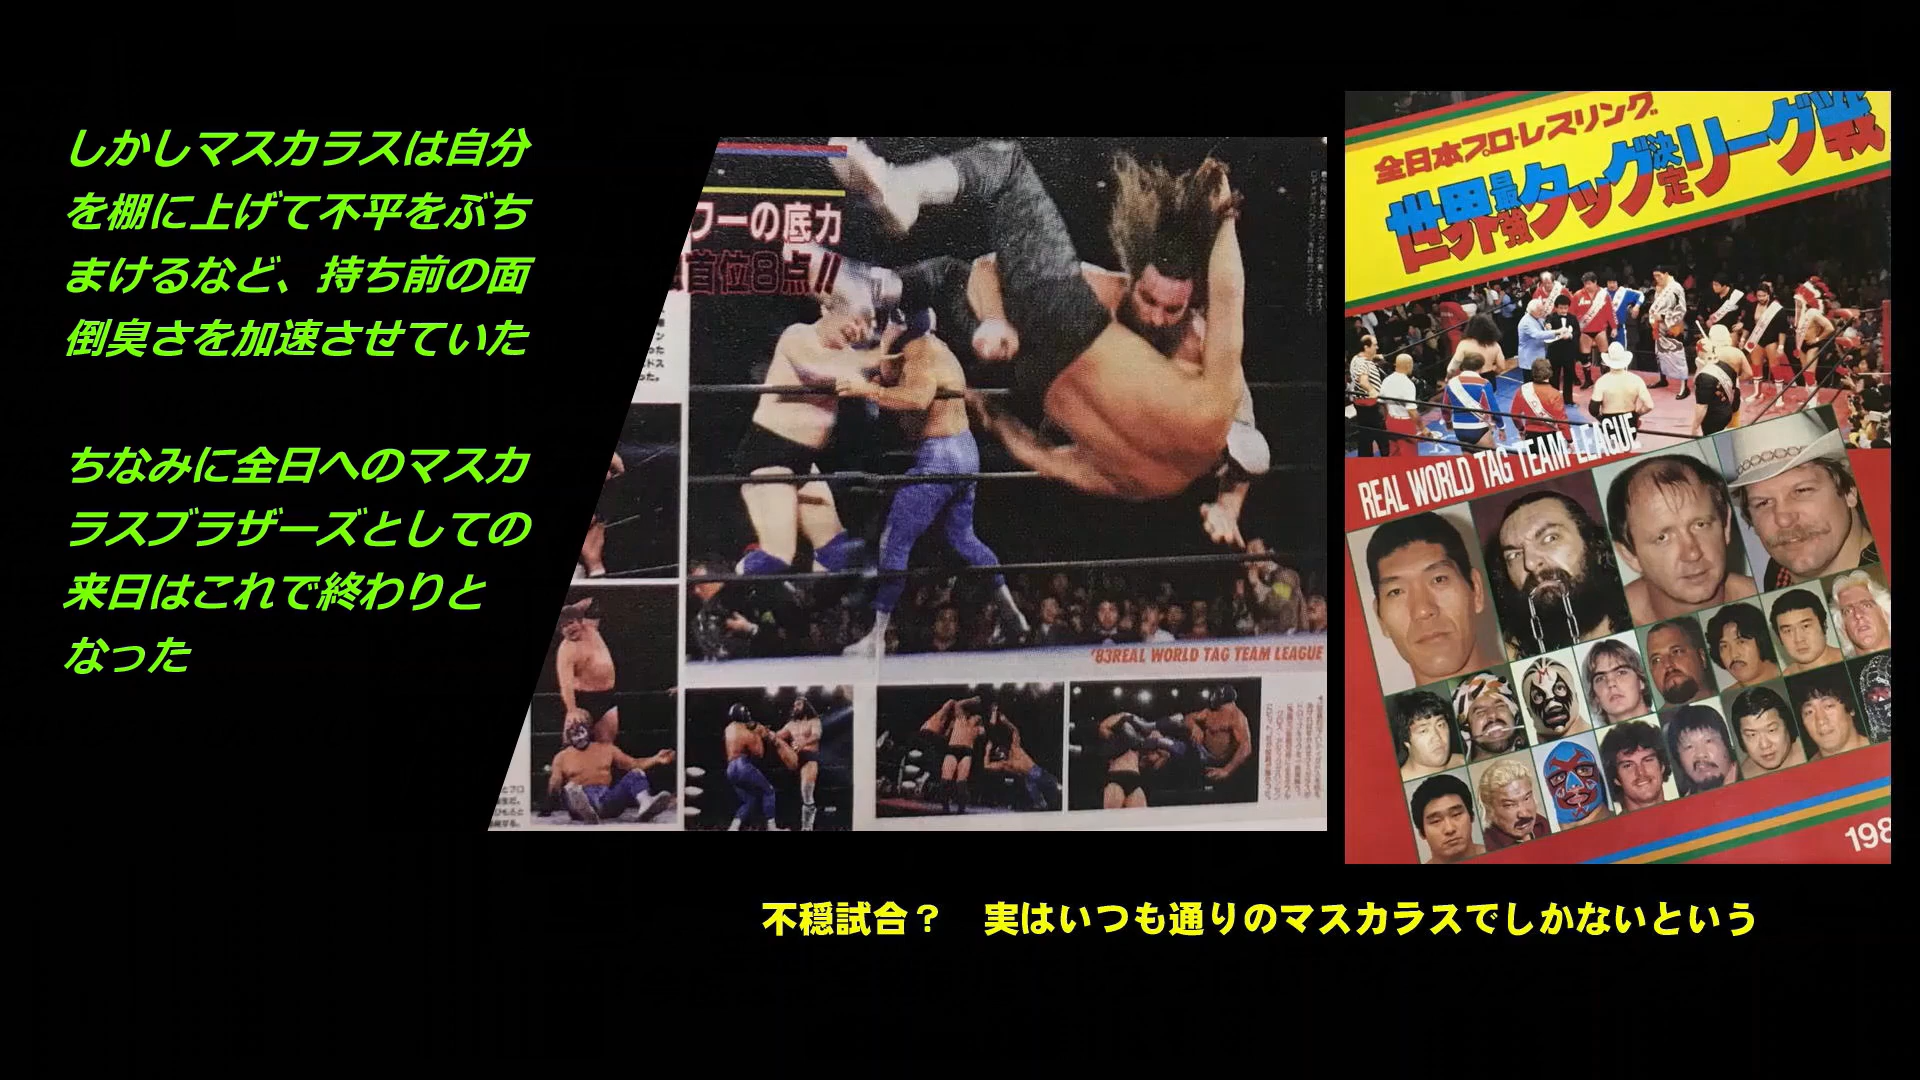 しかしマスカラスは自分
を棚に上げて不平をぶち
まけるなど、持ち前の面
倒臭さを加速させていた
ちなみに全日へのマスカ
ラスブラザーズとしての
来日はこれで終わりと
なった
ワーの底力
首位8点!!
'83REAL WORLD TAG TEAM LEAGUE
全日本プロ・レスリング
世界最強タッグ決定リーグ戦
REAL WORLD TAG TEAM LEAGUE
198
不穏試合？　実はいつも通りのマスカラスでしかないという